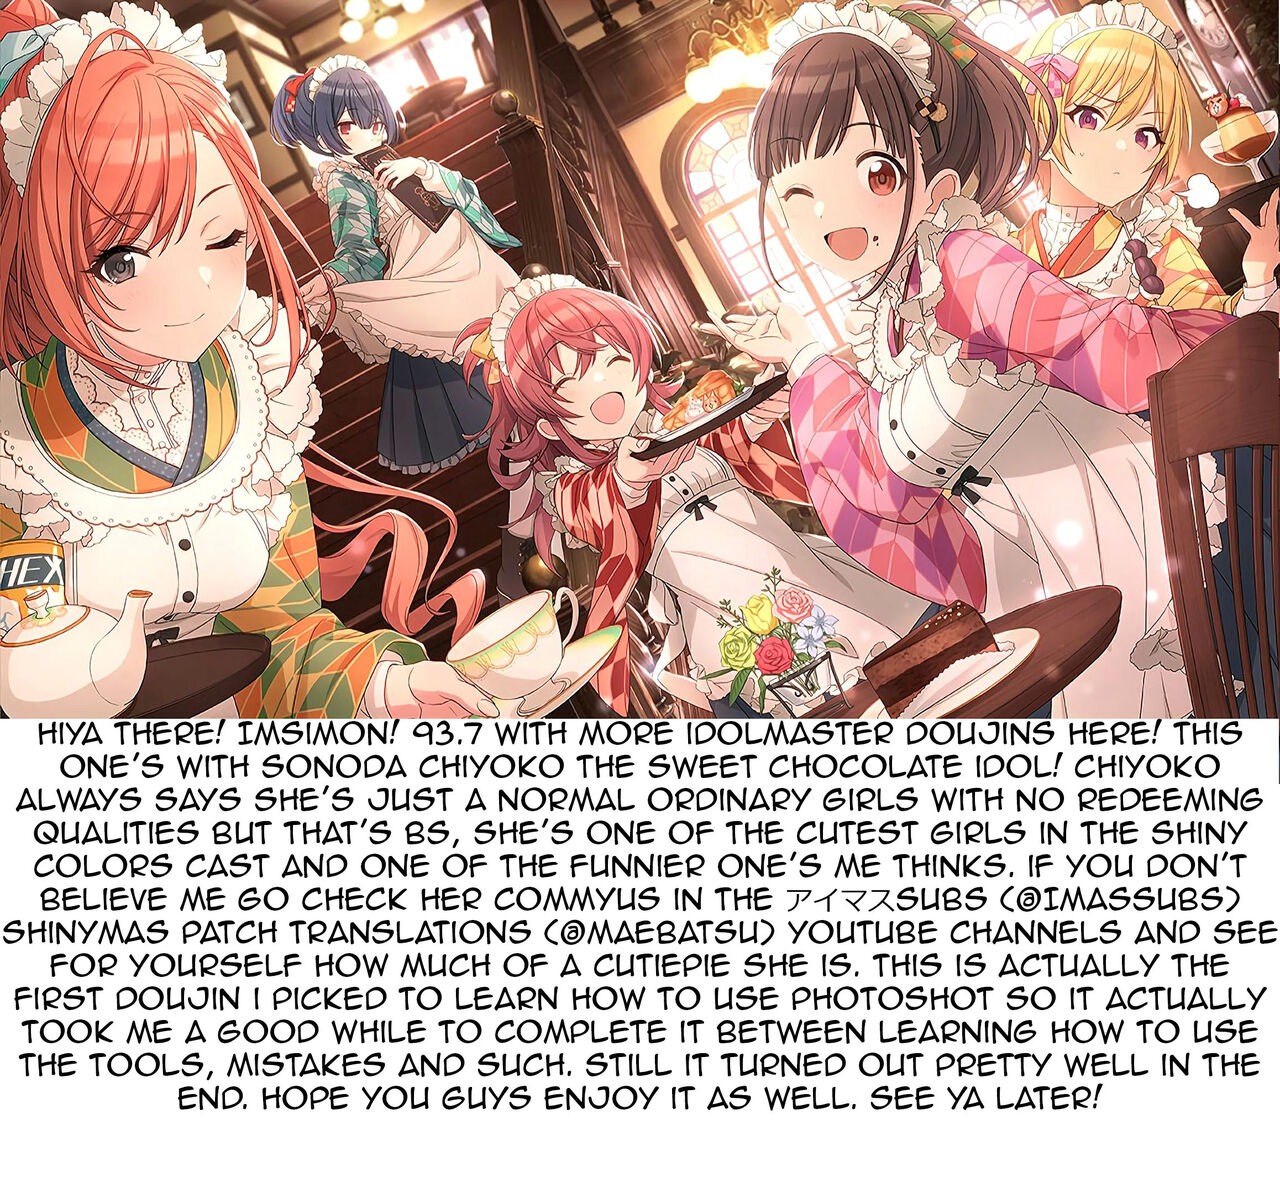 HEX
HIYA THERE! IMSIMON! 93.7 WITH MORE IDOLMASTER DOUJINS HERE! THIS
ONE'S WITH SONODA CHIYOKO THE SWEET CHOCOLATE IDOL! CHIYOKO
ALWAYS SAYS SHE'S JUST A NORMAL ORDINARY GIRLS WITH NO REDEEMING
QUALITIES BUT THAT'S BS, SHE'S ONE OF THE CUTEST GIRLS IN THE SHINY
COLORS CAST AND ONE OF THE FUNNIER ONE'S ME THINKS. IF YOU DON'T
BELIEVE ME GO CHECK HER COMMYUS IN THE アイマスSUBS (@IMASSUBS)
SHINYMAS PATCH TRANSLATIONS (@MAEBATSU) YOUTUBE CHANNELS AND SEE
FOR YOURSELF HOW MUCH OF A CUTIEPIE SHE IS. THIS IS ACTUALLY THE
FIRST DOUJIN I PICKED TO LEARN HOW TO USE PHOTOSHOT SO IT ACTUALLY
TOOK ME A GOOD WHILE TO COMPLETE IT BETWEEN LEARNING HOW TO USE
THE TOOLS, MISTAKES AND SUCH. STILL IT TURNED OUT PRETTY WELL IN THE
END. HOPE YOU GUYS ENJOY IT AS WELL. SEE YA LATER!